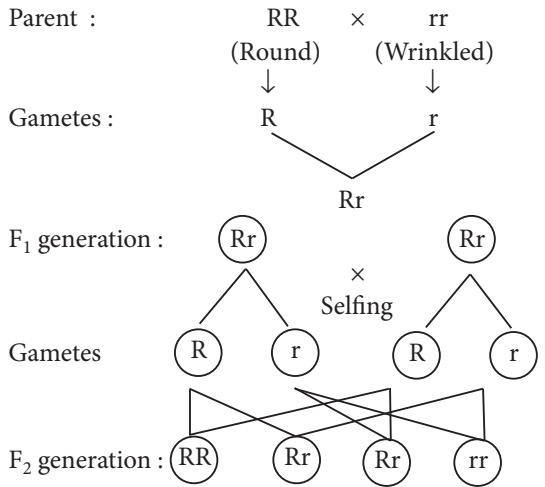 Parent : RR × rr
(Round) (Wrinkled)
Gametes : R r
Rr
F₁ generation : Rr Rr
×
Selfing
Gametes R r R r
F₂ generation : RR Rr Rr rr